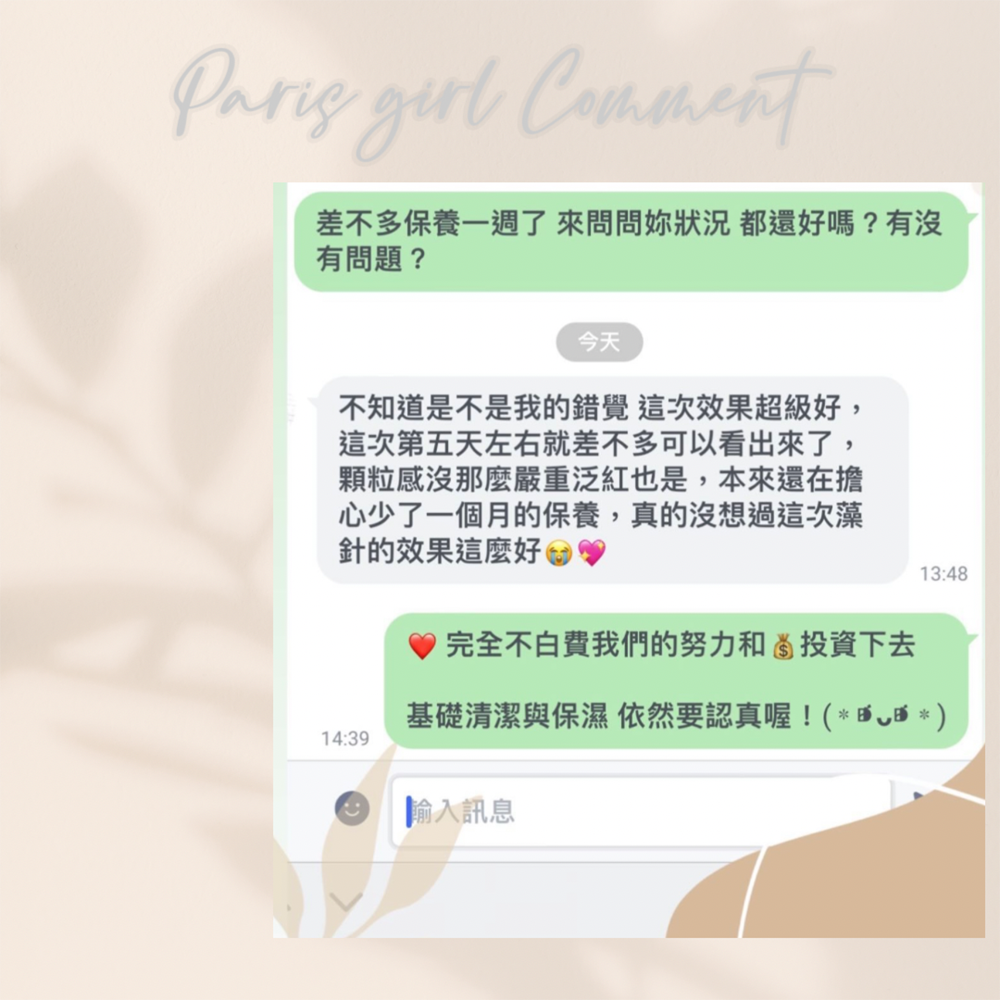 Paris girl Comment
差不多保養一週了 來問問妳狀況 都還好嗎？有沒
有問題？
今天
不知道是不是我的錯覺 這次效果超級好，
這次第五天左右就差不多可以看出來了，
顆粒感沒那麼嚴重泛紅也是，本來還在擔
心少了一個月的保養，真的沒想過這次藻
針的效果這麼好😭💖
13:48
❤️ 完全不白費我們的努力和💰投資下去
基礎清潔與保濕 依然要認真喔！
14:39
輸入訊息